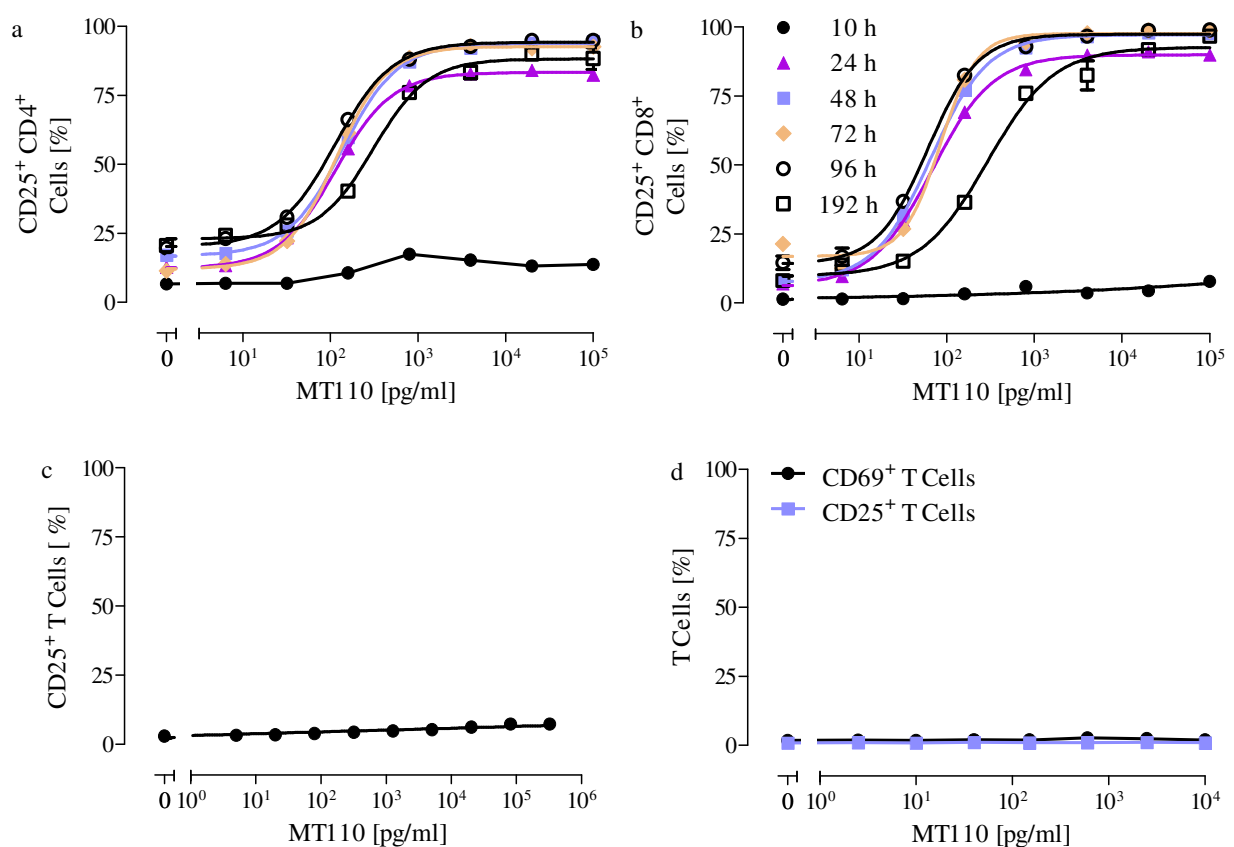 a
100
75
50
25
0
CD25⁺ CD4⁺
Cells [%]
0 10¹ 10² 10³ 10⁴ 10⁵
MT110 [pg/ml]
b
100
75
50
25
0
CD25⁺ CD8⁺
Cells [%]
10 h
24 h
48 h
72 h
96 h
192 h
0 10¹ 10² 10³ 10⁴ 10⁵
MT110 [pg/ml]
c
100
75
50
25
0
CD25⁺ T Cells [ %]
0 10⁰ 10¹ 10² 10³ 10⁴ 10⁵ 10⁶
MT110 [pg/ml]
d
100
75
50
25
0
T Cells [%]
CD69⁺ T Cells
CD25⁺ T Cells
0 10⁰ 10¹ 10² 10³ 10⁴
MT110 [pg/ml]